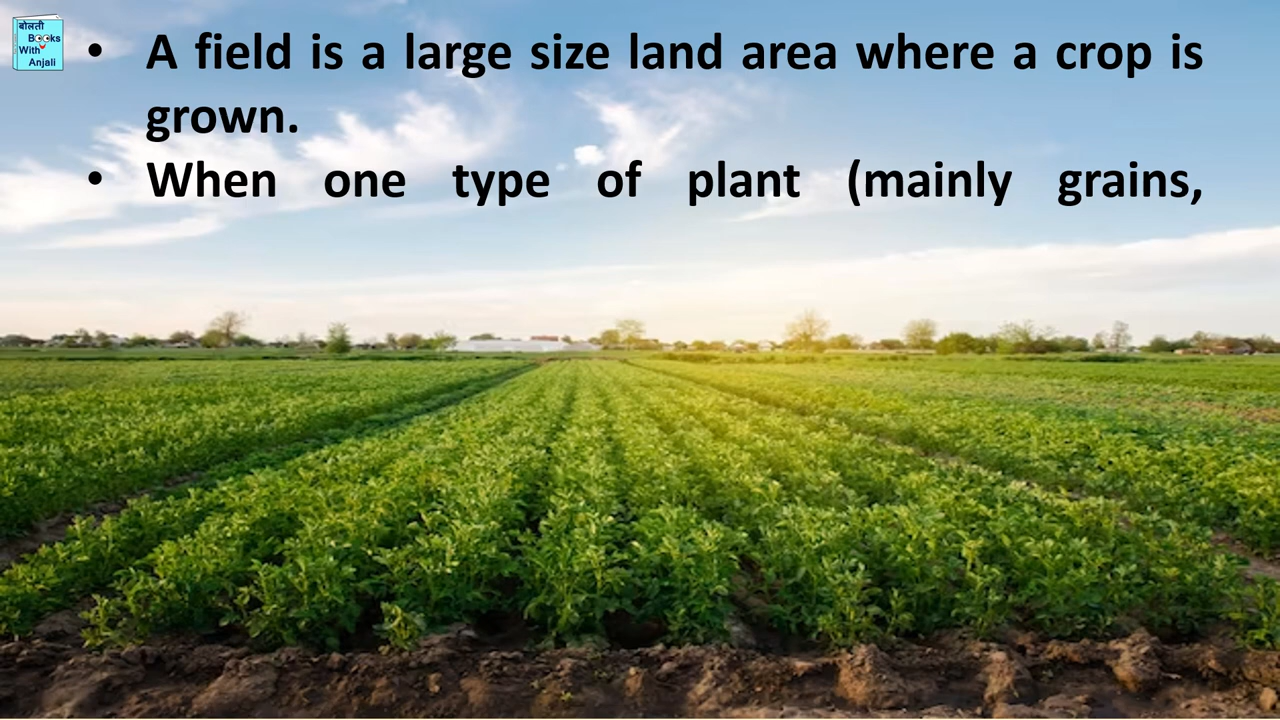 बोलती
Books
With
Anjali
• A field is a large size land area where a crop is
grown.
• When one type of plant (mainly grains,